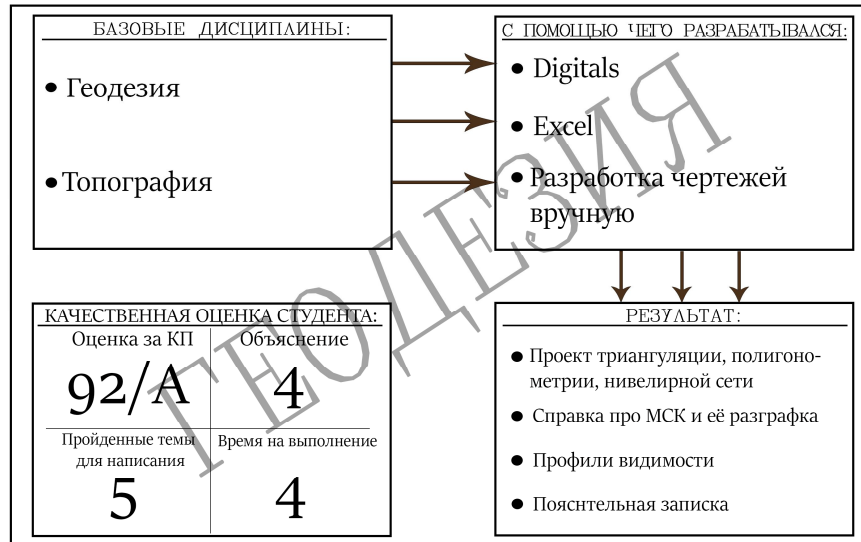 БАЗОВЫЕ ДИСЦИПЛИНЫ:
• Геодезия
• Топография
С ПОМОЩЬЮ ЧЕГО РАЗРАБАТЫВАЛСЯ:
• Digitals
• Excel
• Разработка чертежей
вручную
КАЧЕСТВЕННАЯ ОЦЕНКА СТУДЕНТА:
Оценка за КП
92/A
Объяснение
4
Пройденные темы
для написания
5
Время на выполнение
4
РЕЗУЛЬТАТ:
• Проект триангуляции, полигоно-
метрии, нивелирной сети
• Справка про МСК и её разграфка
• Профили видимости
• Пояснтельная записка
ГЕОДЕЗИЯ